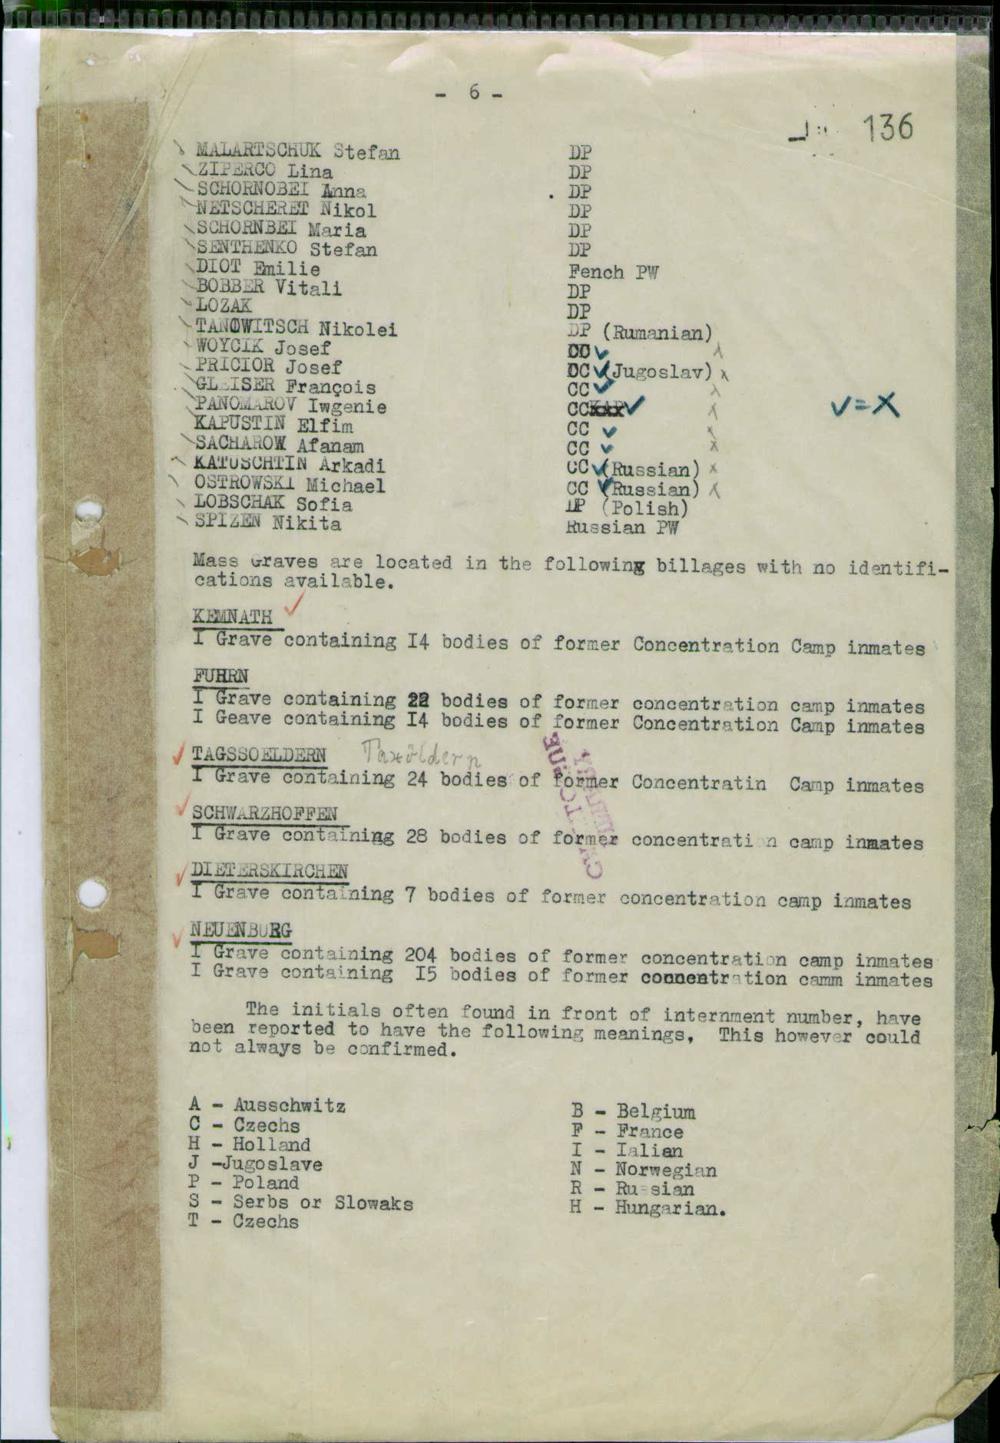 - 6 -
136
MALARTSCHUK Stefan DP
ZIPERCO Lina DP
SCHORNOBEI Anna . DP
NETSCHERET Nikol DP
SCHORNBEI Maria DP
SENTHENKO Stefan DP
DIOT Emilie Fench PW
BOBBER Vitali DP
LOZAK DP
TANOWITSCH Nikolei DP (Rumanian)
WOYCIK Josef CC ✓ x
PRICIOR Josef CC ✓ (Jugoslav) x
GLEISER François CC ✓ x
PANOMAROV Iwgenie CC ✓ x
v=x
KAPUSTIN Elfim CC ✓ x
SACHAROW Afanam CC ✓ x
KATUSCHTIN Arkadi CC ✓ (Russian) x
OSTROWSKI Michael CC ✓ (Russian) x
LOBSCHAK Sofia DP (Polish)
SPIZEN Nikita Russian PW
Mass Graves are located in the following billages with no identifi-
cations available.
KEMNATH
I Grave containing I4 bodies of former Concentration Camp inmates
FUHRN
I Grave containing 22 bodies of former concentration camp inmates
I Geave containing I4 bodies of former Concentration Camp inmates
TAGSSOELDERN Taxöldern
I Grave containing 24 bodies of former Concentratin Camp inmates
SCHWARZHOFFEN
I Grave containing 28 bodies of former concentrati n camp inmates
DIETERSKIRCHEN
I Grave containing 7 bodies of former concentration camp inmates
NEUENBURG
I Grave containing 204 bodies of former concentration camp inmates
I Grave containing I5 bodies of former connentration camm inmates
The initials often found in front of internment number, have
been reported to have the following meanings, This however could
not always be confirmed.
A - Ausschwitz B - Belgium
C - Czechs F - France
H - Holland I - Ialian
J -Jugoslave N - Norwegian
P - Poland R - Russian
S - Serbs or Slowaks H - Hungarian.
T - Czechs